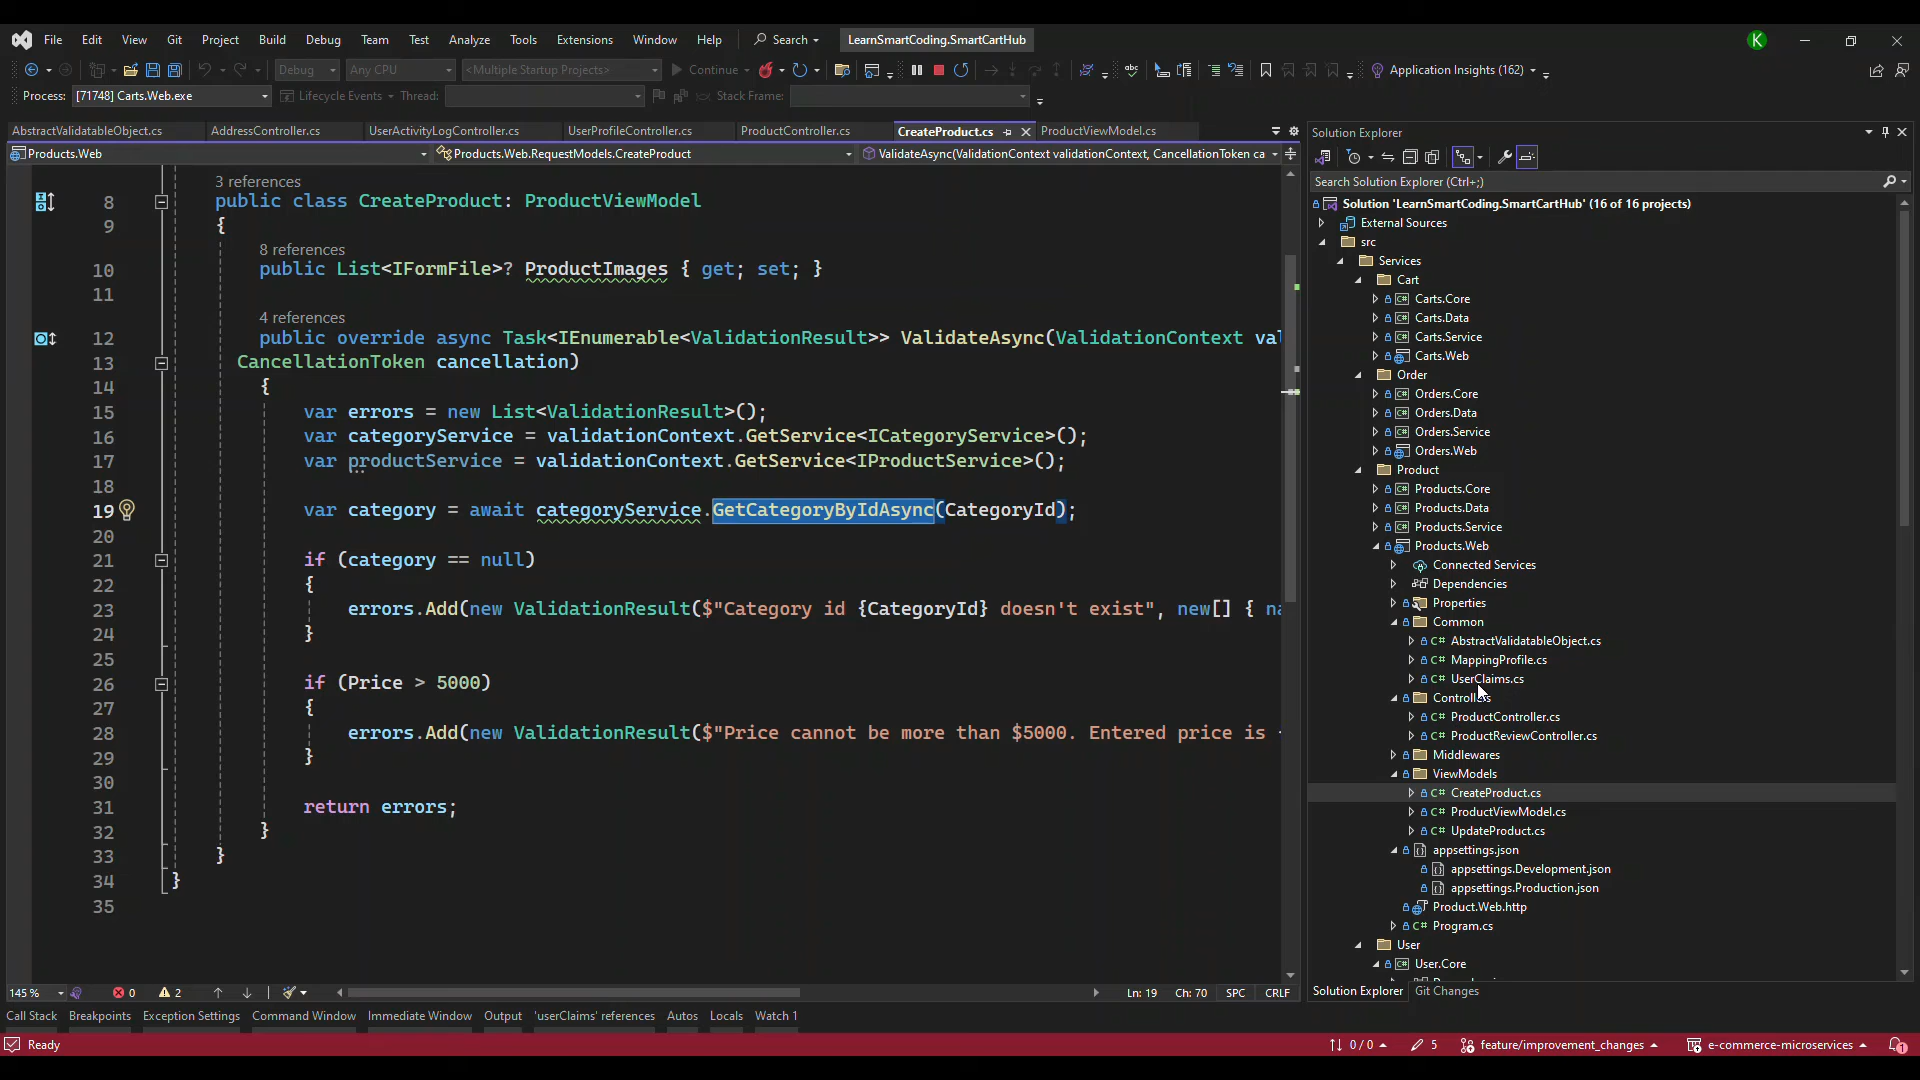 File Edit View Git Project Build Debug Team Test Analyze Tools Extensions Window Help Search LearnSmartCoding.SmartCartHub K
Debug Any CPU <Multiple Startup Projects> Continue Application Insights (162)
Process: [71748] Carts.Web.exe Lifecycle Events Thread: Stack Frame:
AbstractValidatableObject.cs AddressController.cs UserActivityLogController.cs UserProfileController.cs ProductController.cs CreateProduct.cs ProductViewModel.cs
Products.Web Products.Web.RequestModels.CreateProduct ValidateAsync(ValidationContext validationContext, CancellationToken ca
3 references
8 public class CreateProduct: ProductViewModel
9 {
8 references
10 public List<IFormFile>? ProductImages { get; set; }
11
4 references
12 public override async Task<IEnumerable<ValidationResult>> ValidateAsync(ValidationContext val
13 CancellationToken cancellation)
14 {
15 var errors = new List<ValidationResult>();
16 var categoryService = validationContext.GetService<ICategoryService>();
17 var productService = validationContext.GetService<IProductService>();
18
19 var category = await categoryService.GetCategoryByIdAsync(CategoryId);
20
21 if (category == null)
22 {
23 errors.Add(new ValidationResult($"Category id {CategoryId} doesn't exist", new[] { na
24 }
25
26 if (Price > 5000)
27 {
28 errors.Add(new ValidationResult($"Price cannot be more than $5000. Entered price is {
29 }
30
31 return errors;
32 }
33 }
34 }
35
145 % 0 2 Ln: 19 Ch: 70 SPC CRLF
Call Stack Breakpoints Exception Settings Command Window Immediate Window Output 'userClaims' references Autos Locals Watch 1
Solution Explorer
Search Solution Explorer (Ctrl+;)
Solution 'LearnSmartCoding.SmartCartHub' (16 of 16 projects)
External Sources
src
Services
Cart
Carts.Core
Carts.Data
Carts.Service
Carts.Web
Order
Orders.Core
Orders.Data
Orders.Service
Orders.Web
Product
Products.Core
Products.Data
Products.Service
Products.Web
Connected Services
Dependencies
Properties
Common
C# AbstractValidatableObject.cs
C# MappingProfile.cs
C# UserClaims.cs
Controllers
C# ProductController.cs
C# ProductReviewController.cs
Middlewares
ViewModels
C# CreateProduct.cs
C# ProductViewModel.cs
C# UpdateProduct.cs
appsettings.json
appsettings.Development.json
appsettings.Production.json
Product.Web.http
C# Program.cs
User
User.Core
Solution Explorer Git Changes
Ready 0 / 0 5 feature/improvement_changes e-commerce-microservices 1